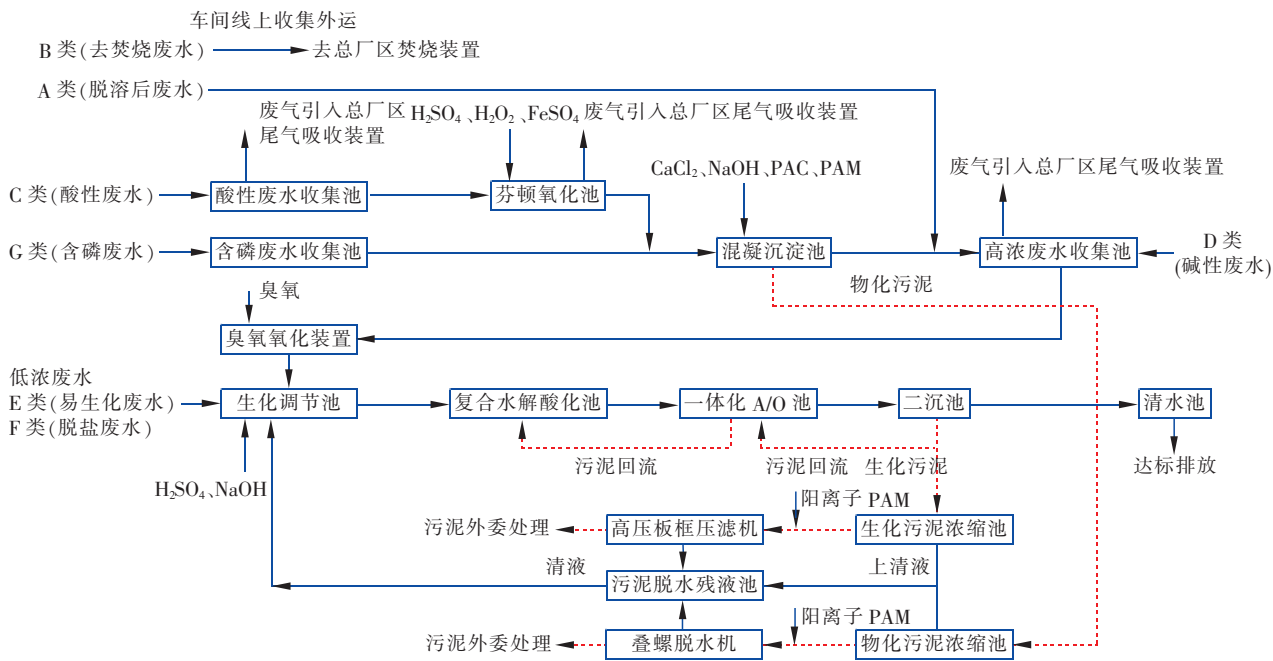 车间线上收集外运
B 类(去焚烧废水)
去总厂区焚烧装置
A 类(脱溶后废水)
废气引入总厂区
尾气吸收装置
H₂SO₄、H₂O₂、FeSO₄
废气引入总厂区尾气吸收装置
CaCl₂、NaOH、PAC、PAM
废气引入总厂区尾气吸收装置
C 类(酸性废水)
酸性废水收集池
芬顿氧化池
G 类(含磷废水)
含磷废水收集池
混凝沉淀池
高浓废水收集池
D 类
(碱性废水)
物化污泥
臭氧
臭氧氧化装置
低浓废水
E 类(易生化废水)
F 类(脱盐废水)
生化调节池
复合水解酸化池
一体化 A/O 池
二沉池
清水池
污泥回流
污泥回流
生化污泥
达标排放
H₂SO₄、NaOH
阳离子 PAM
污泥外委处理
高压板框压滤机
生化污泥浓缩池
清液
上清液
污泥脱水残液池
阳离子 PAM
污泥外委处理
叠螺脱水机
物化污泥浓缩池